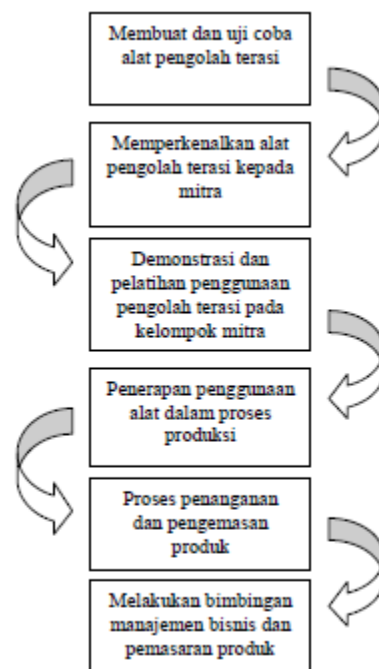 Membuat dan uji coba
alat pengolah terasi
Memperkenalkan alat
pengolah terasi kepada
mitra
Demonstrasi dan
pelatihan penggunaan
pengolah terasi pada
kelompok mitra
Penerapan penggunaan
alat dalam proses
produksi
Proses penanganan
dan pengemasan
produk
Melakukan bimbingan
manajemen bisnis dan
pemasaran produk